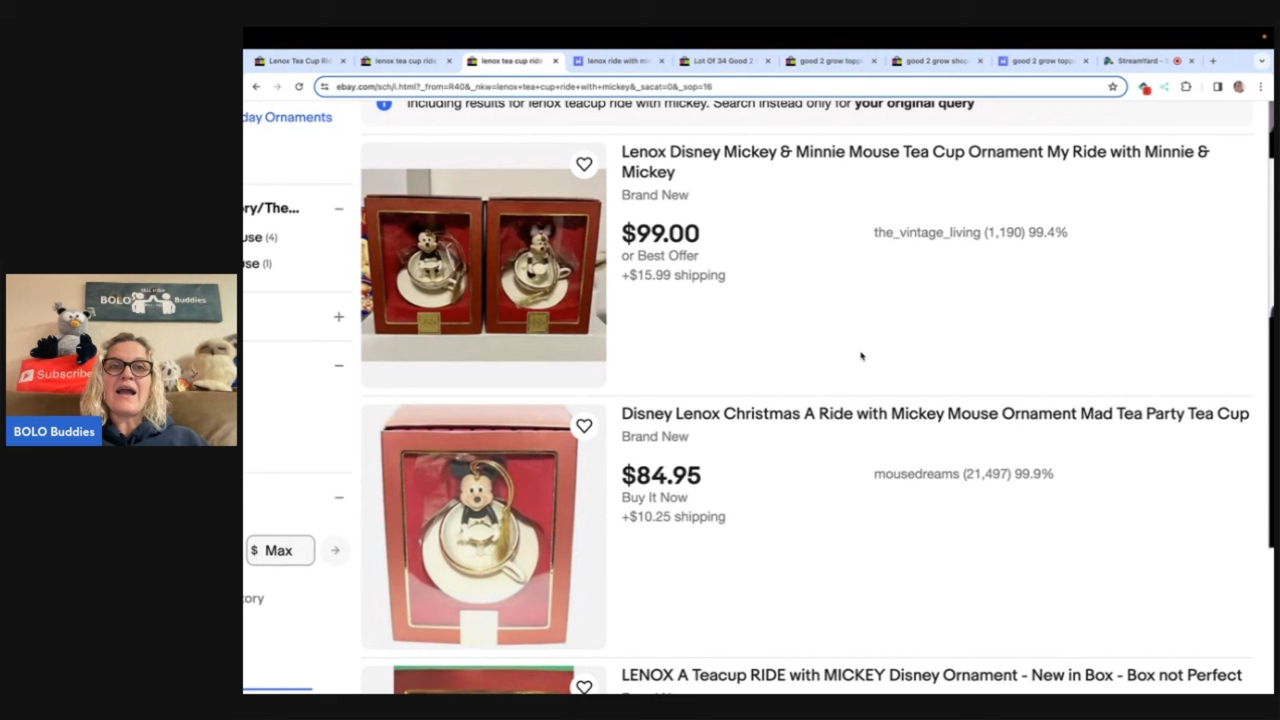 Lenox Tea Cup Ri
lenox tea cup ride
lenox tea cup ride
lenox ride with mi
Lot Of 34 Good 2
good 2 grow topp
good 2 grow sho
good 2 grow topp
StreamYard - S
ebay.com/sch/i.html?_from=R40&_nkw=lenox+tea+cup+ride+with+mickey&_sacat=0&_sop=16
including results for lenox teacup ride with mickey. Search instead only for your original query
day Ornaments
Lenox Disney Mickey & Minnie Mouse Tea Cup Ornament My Ride with Minnie &
Mickey
Brand New
ry/The...
use (4)
se (1)
$99.00
the_vintage_living (1,190) 99.4%
or Best Offer
+$15.99 shipping
BOLO Buddies
Subscribe
BOLO Buddies
Disney Lenox Christmas A Ride with Mickey Mouse Ornament Mad Tea Party Tea Cup
Brand New
$84.95
mousedreams (21,497) 99.9%
Buy It Now
+$10.25 shipping
$ Max
ory
LENOX A Teacup RIDE with MICKEY Disney Ornament - New in Box - Box not Perfect